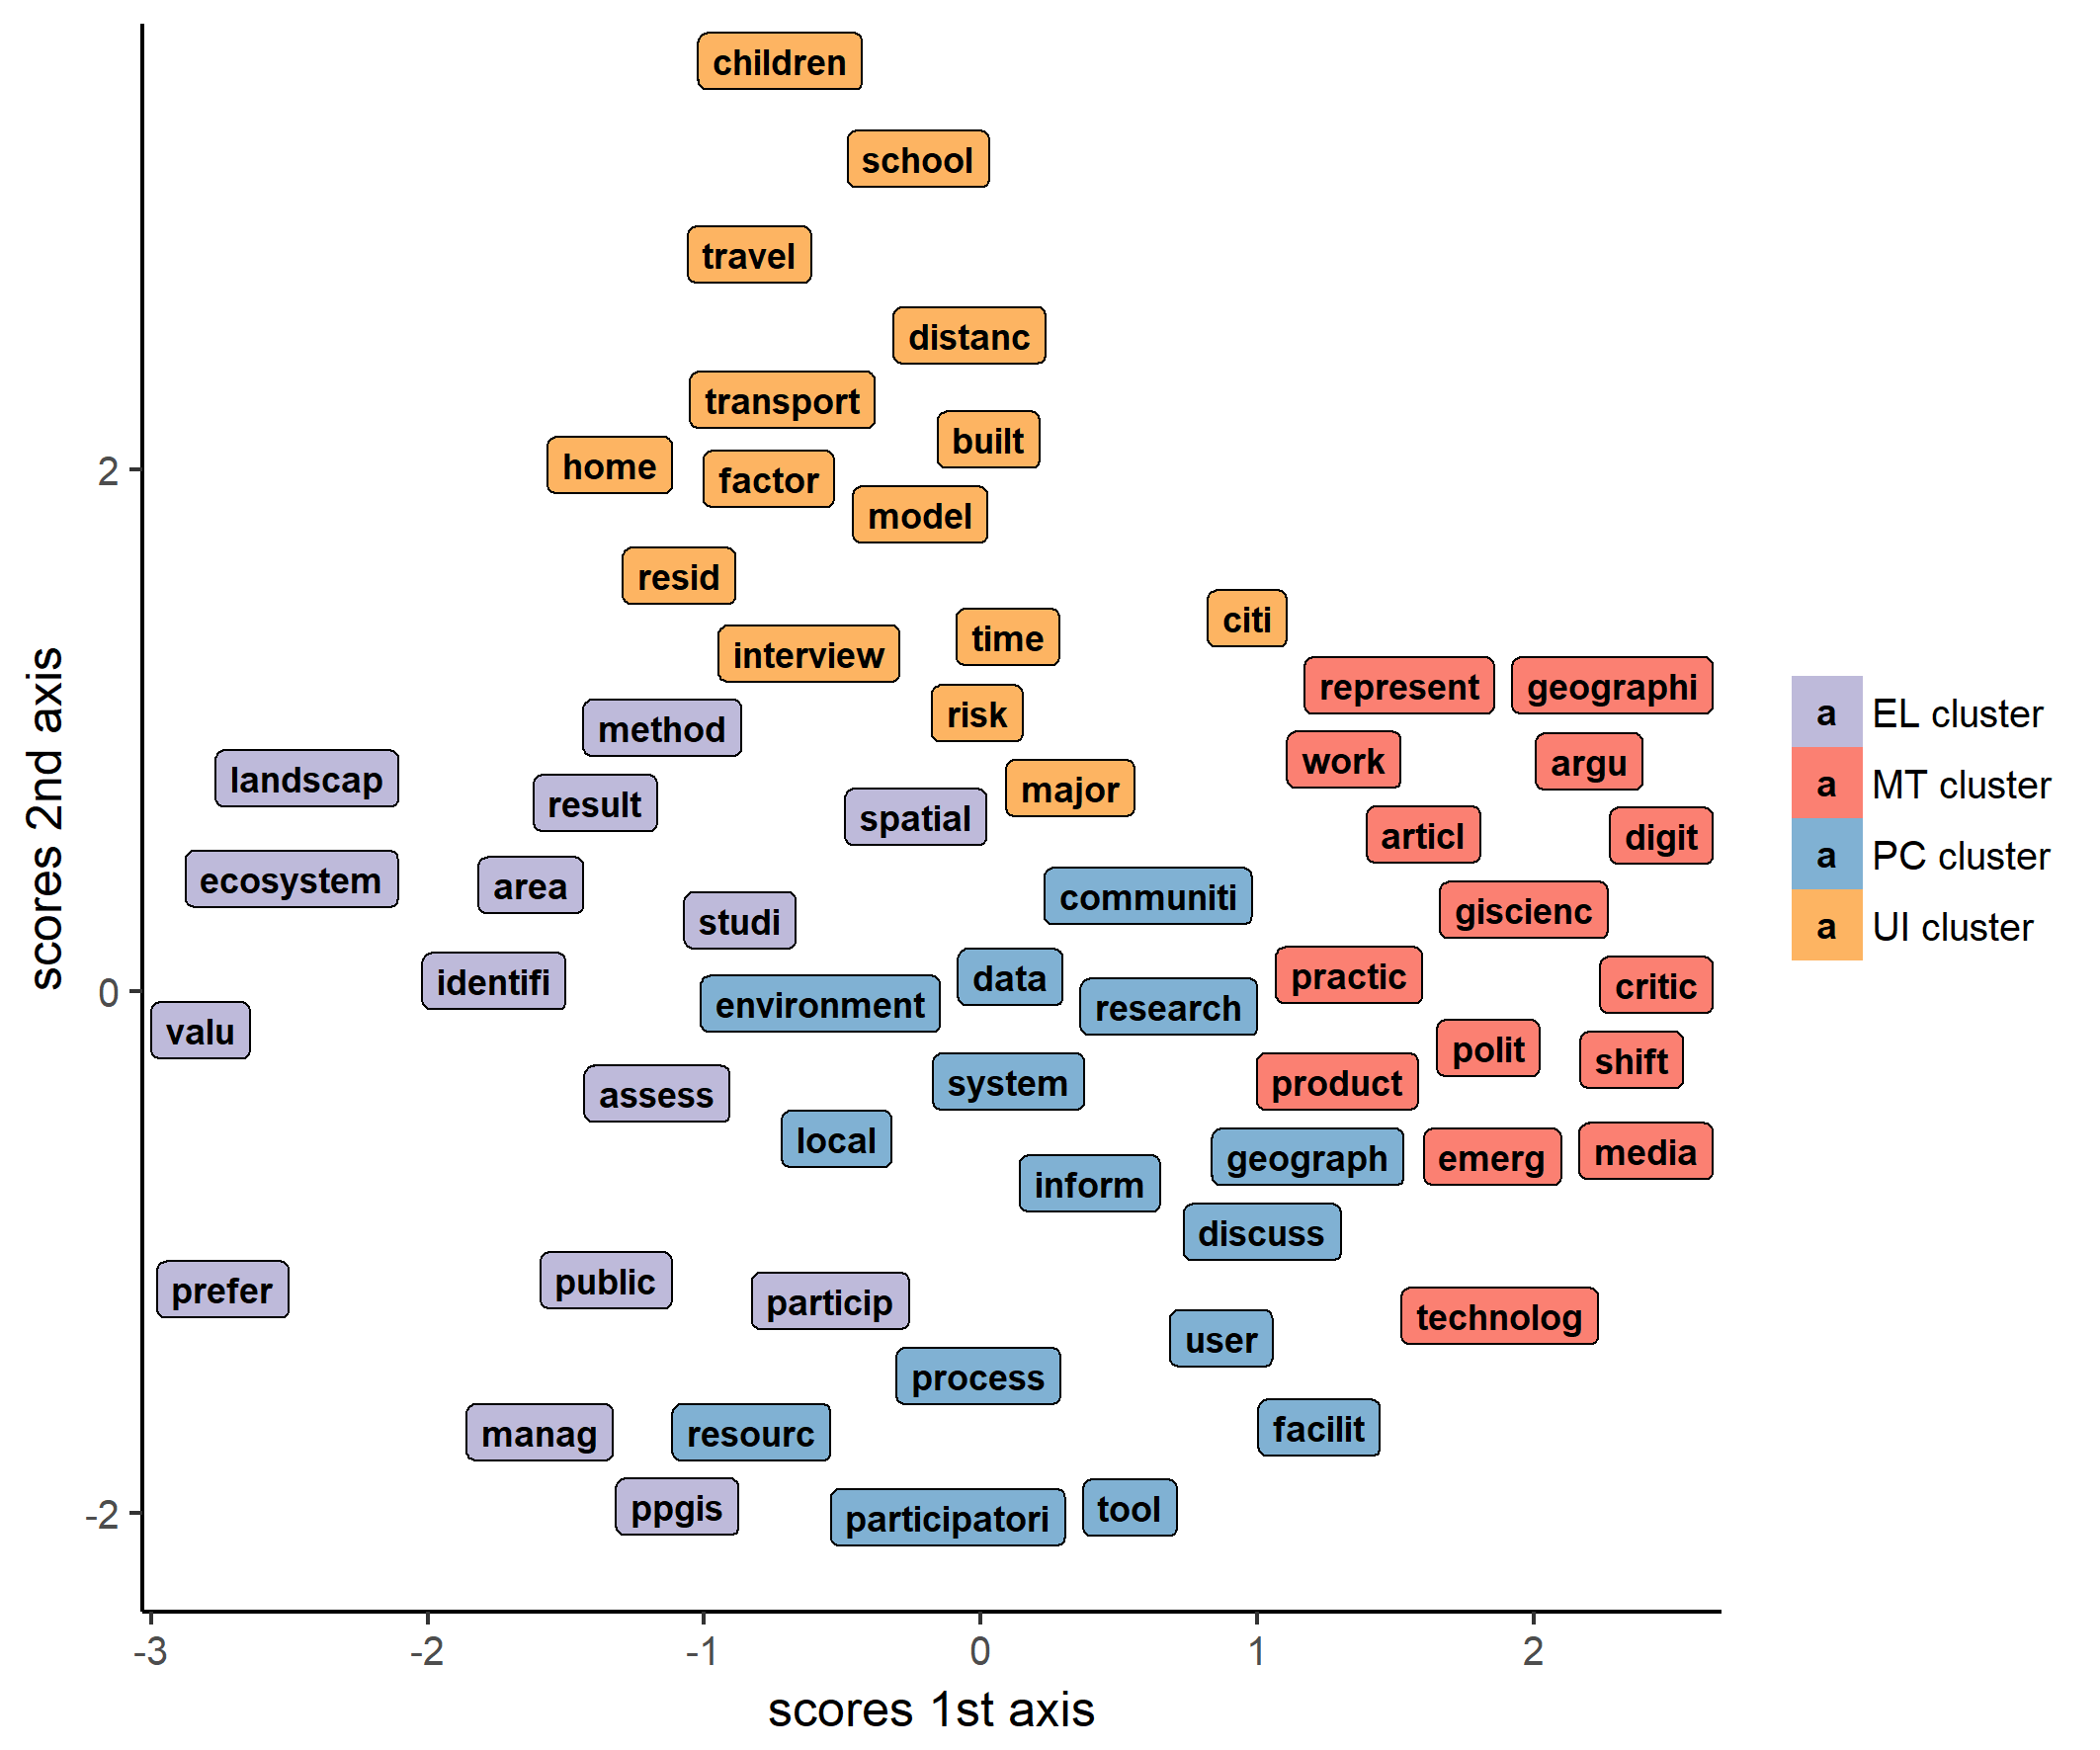 children
school
travel
distanc
transport
built
2
home
factor
model
resid
citi
time
interview
represent
geographi
risk
method
work
argu
landscap
major
result
spatial
articl
digit
ecosystem
area
communiti
giscienc
studi
0
identifi
data
practic
critic
environment
research
valu
polit
shift
system
product
assess
local
media
geograph
emerg
inform
discuss
public
prefer
particip
technolog
user
process
facilit
manag
resourc
ppgis
tool
participatori
-2
-3 -2 -1 0 1 2
scores 1st axis
scores 2nd axis
a EL cluster
a MT cluster
a PC cluster
a UI cluster